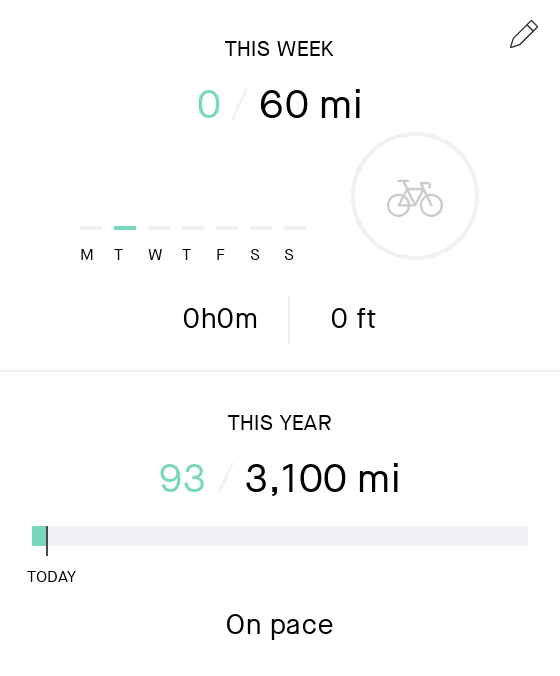 THIS WEEK
0 / 60 mi
M T W T F S S
0h0m 0 ft
THIS YEAR
93 / 3,100 mi
TODAY
On pace